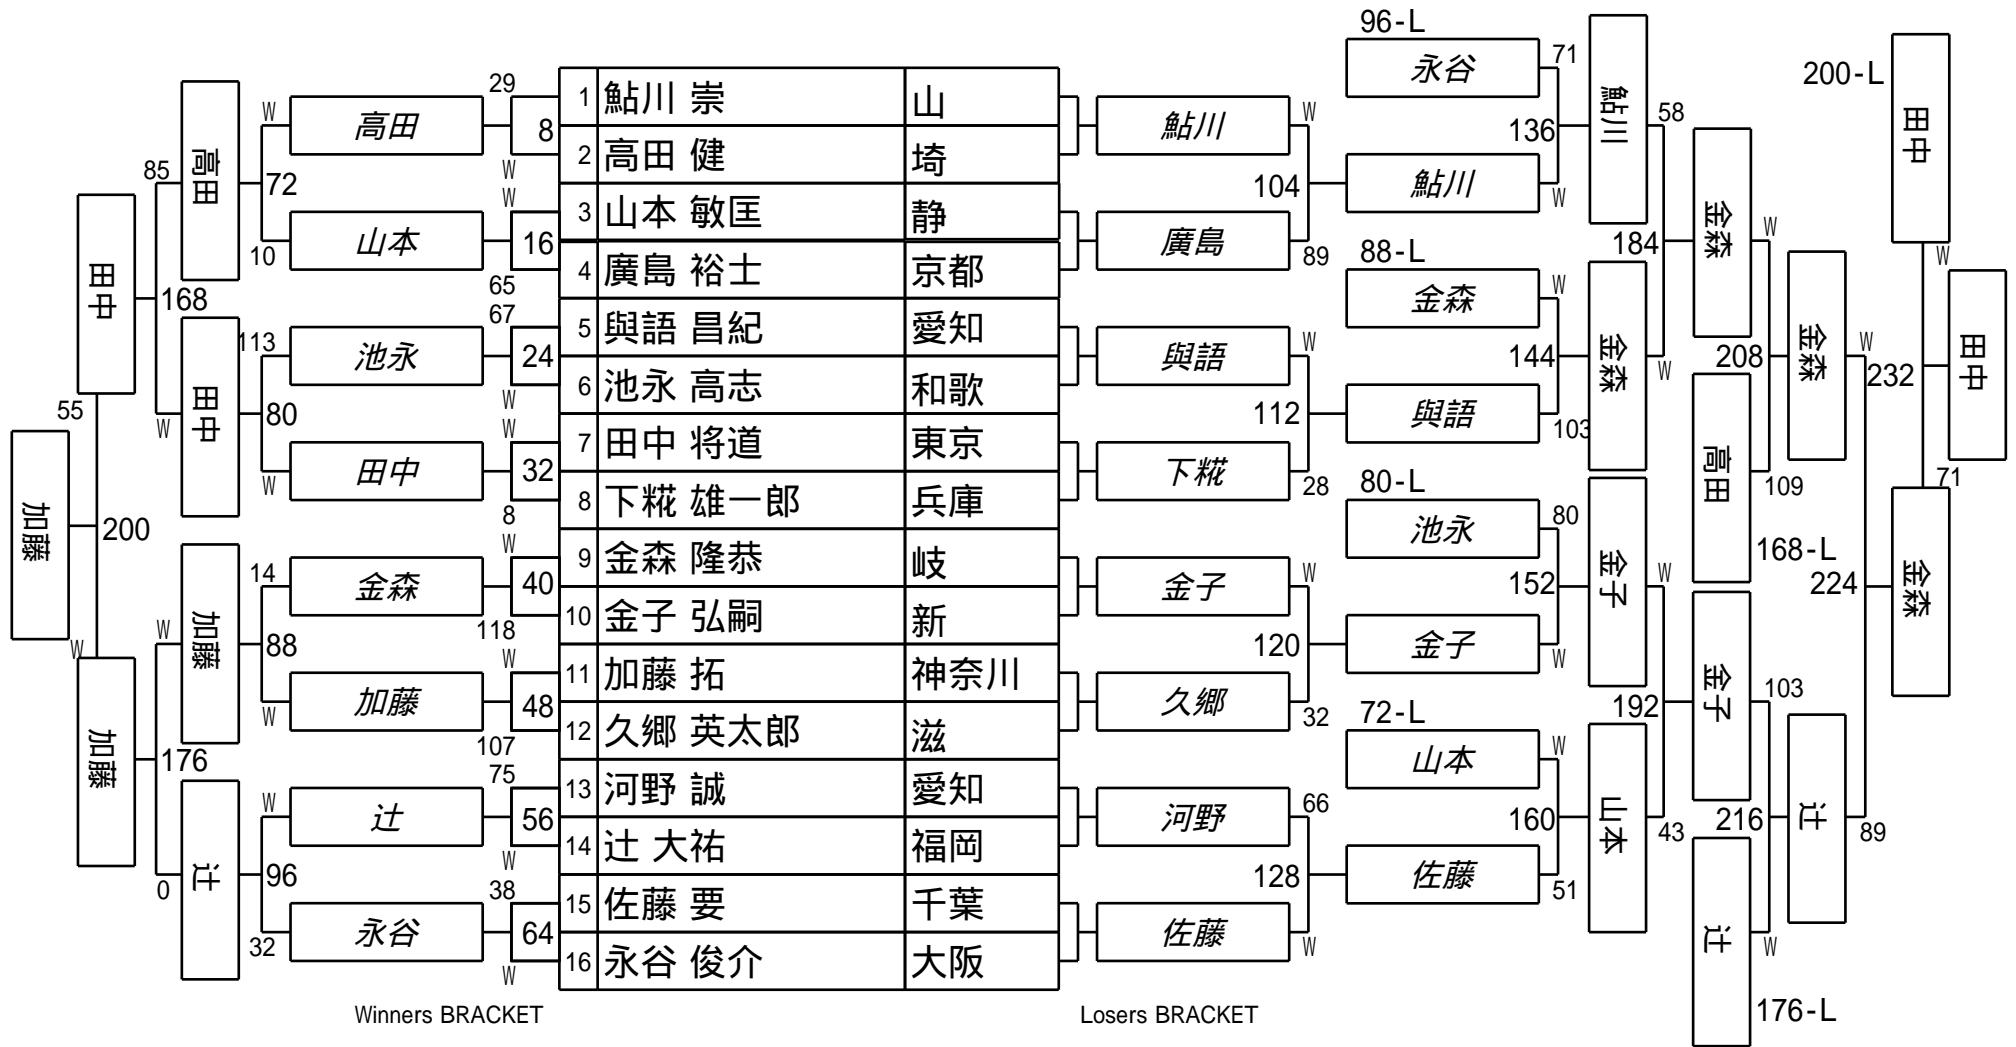 96-L
永谷
71
鮎川
58
200-L
田中
W
高田
W
高田
29
8
W
1 鮎川 崇 山
2 高田 健 埼
鮎川
W
136
鮎川
W
金森
W
85
72
10
山本
W
16
65
3 山本 敏匡 静
4 廣島 裕士 京都
104
廣島
89
88-L
金森
W
184
金森
W
田中
田中
168
113
池永
67
24
W
5 與語 昌紀 愛知
6 池永 高志 和歌
與語
W
144
與語
103
208
金森
W
232
55
W
田中
80
W
田中
W
32
8
7 田中 将道 東京
8 下糀 雄一郎 兵庫
112
下糀
28
80-L
池永
80
高田
109
168-L
71
加藤
200
W
加藤
14
金森
W
40
118
9 金森 隆恭 岐
10 金子 弘嗣 新
金子
W
152
金子
W
金子
W
224
金森
加藤
W
88
W
加藤
W
48
107
11 加藤 拓 神奈川
12 久郷 英太郎 滋
120
久郷
32
72-L
山本
W
192
金子
103
176
0
辻
W
辻
75
56
W
13 河野 誠 愛知
14 辻 大祐 福岡
河野
66
160
佐藤
51
山本
43
216
辻
89
96
32
永谷
38
64
W
15 佐藤 要 千葉
16 永谷 俊介 大阪
128
佐藤
W
辻
W
176-L
Winners BRACKET
Losers BRACKET